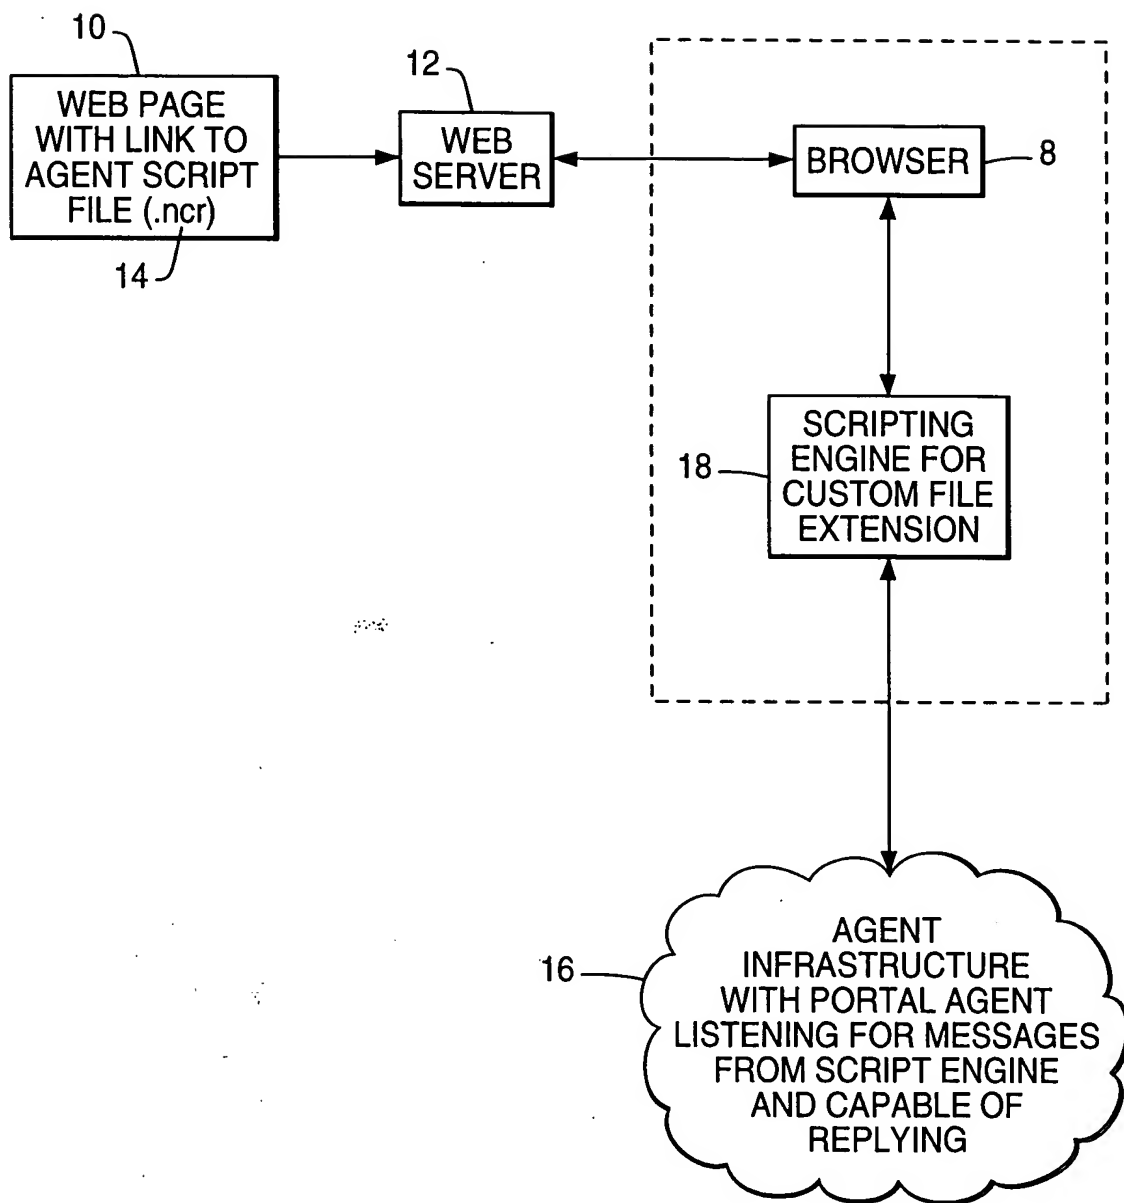 10
WEB PAGE
WITH LINK TO
AGENT SCRIPT
FILE (.ncr)
14
12
WEB
SERVER
BROWSER
8
18
SCRIPTING
ENGINE FOR
CUSTOM FILE
EXTENSION
16
AGENT
INFRASTRUCTURE
WITH PORTAL AGENT
LISTENING FOR MESSAGES
FROM SCRIPT ENGINE
AND CAPABLE OF
REPLYING